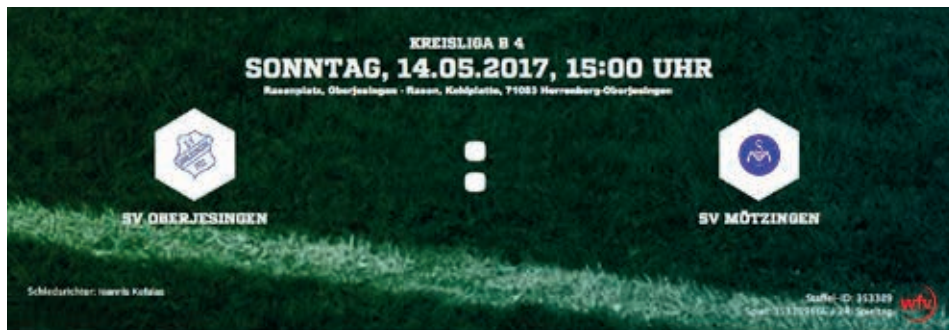 KREISLIGA B 4
SONNTAG, 14.05.2017, 15:00 UHR
Rasenplatz, Oberjesingen - Rasen, Kohlplatte, 71083 Herrenberg-Oberjesingen
:
SV OBERJESINGEN
SV MÖTZINGEN
Schiedsrichter: Ioannis
Staffel-ID: 353309
Spieltag
wfv